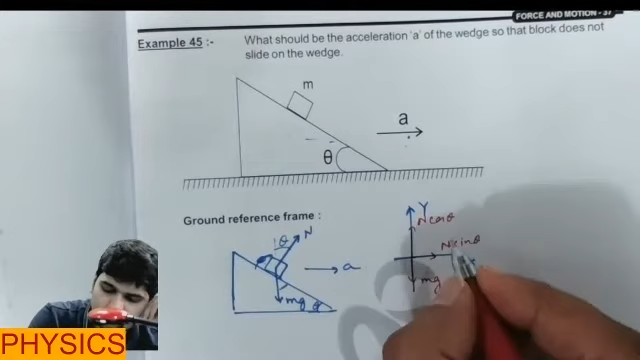 FORCE AND MOTION - 37
Example 45 :- What should be the acceleration 'a' of the wedge so that block does not
slide on the wedge.
m
a
θ
Ground reference frame :
Y
N cosθ
θ
N
N sinθ
a
mg
θ
mg
PHYSICS